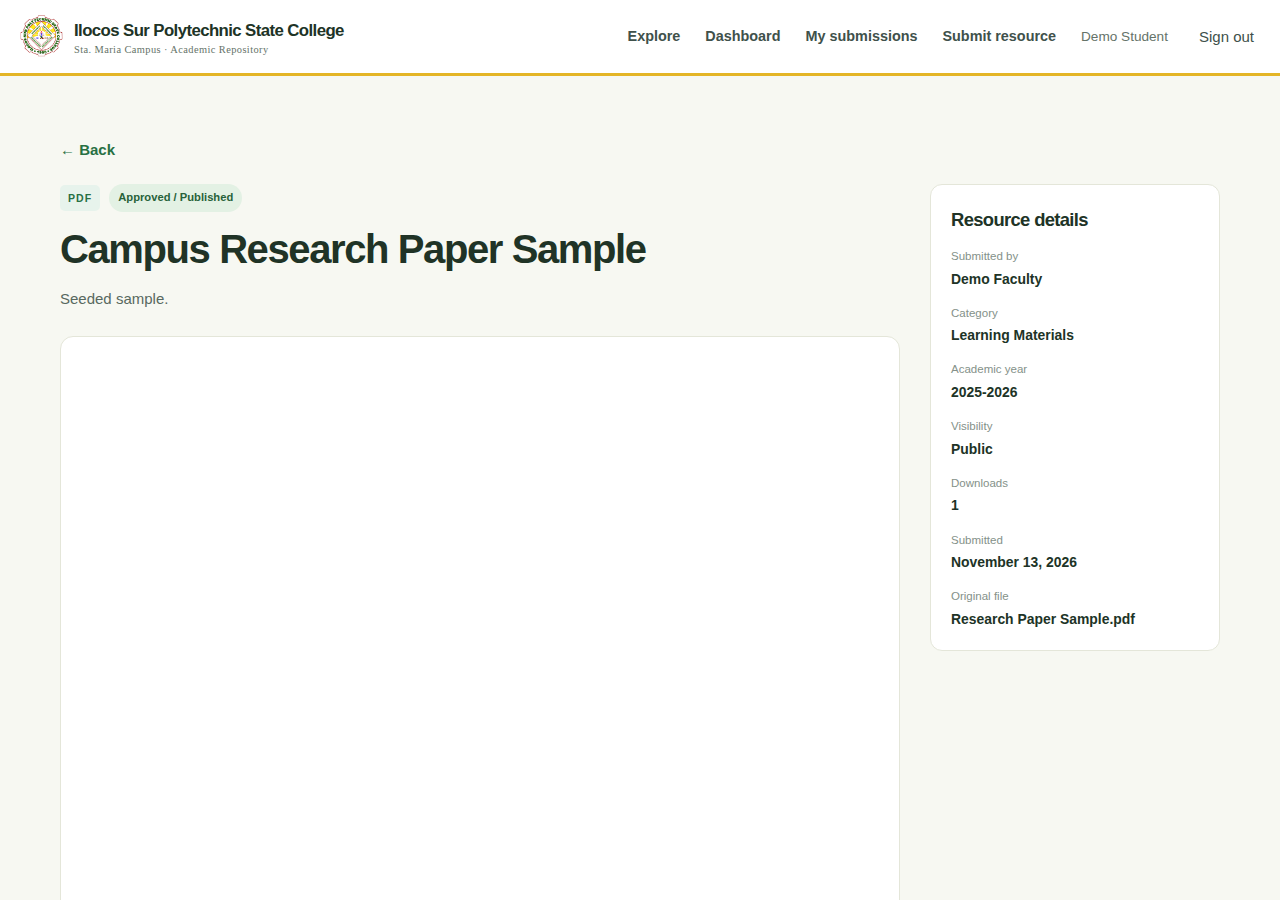 Ilocos Sur Polytechnic State College
Sta. Maria Campus · Academic Repository
Explore
Dashboard
My submissions
Submit resource
Demo Student
Sign out
← Back
PDF
Approved / Published
Campus Research Paper Sample
Seeded sample.
Resource details
Submitted by
Demo Faculty
Category
Learning Materials
Academic year
2025-2026
Visibility
Public
Downloads
1
Submitted
November 13, 2026
Original file
Research Paper Sample.pdf